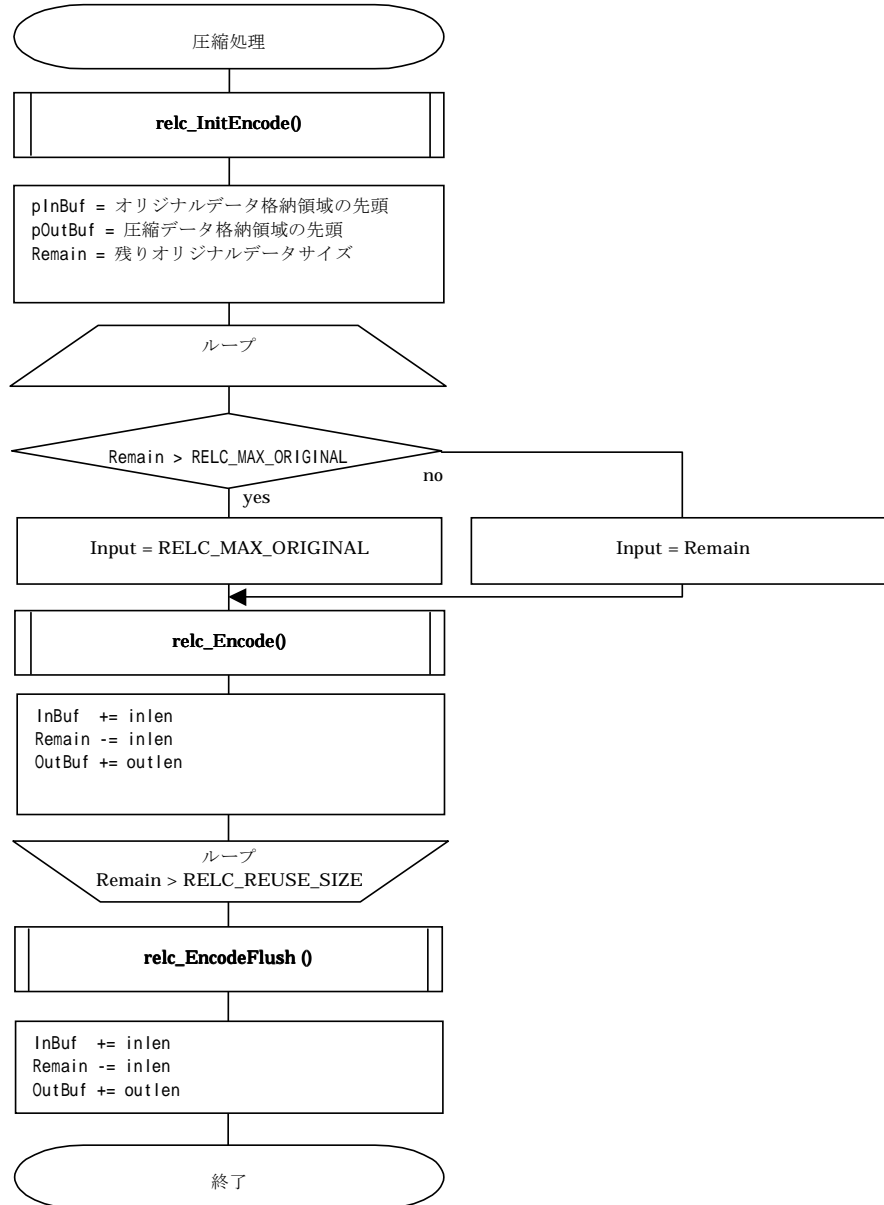 圧縮処理
relc_InitEncode()
pInBuf = オリジナルデータ格納領域の先頭
pOutBuf = 圧縮データ格納領域の先頭
Remain = 残りオリジナルデータサイズ
ループ
Remain > RELC_MAX_ORIGINAL
no
yes
Input = RELC_MAX_ORIGINAL
Input = Remain
relc_Encode()
InBuf += inlen
Remain -= inlen
OutBuf += outlen
ループ
Remain > RELC_REUSE_SIZE
relc_EncodeFlush ()
InBuf += inlen
Remain -= inlen
OutBuf += outlen
終了